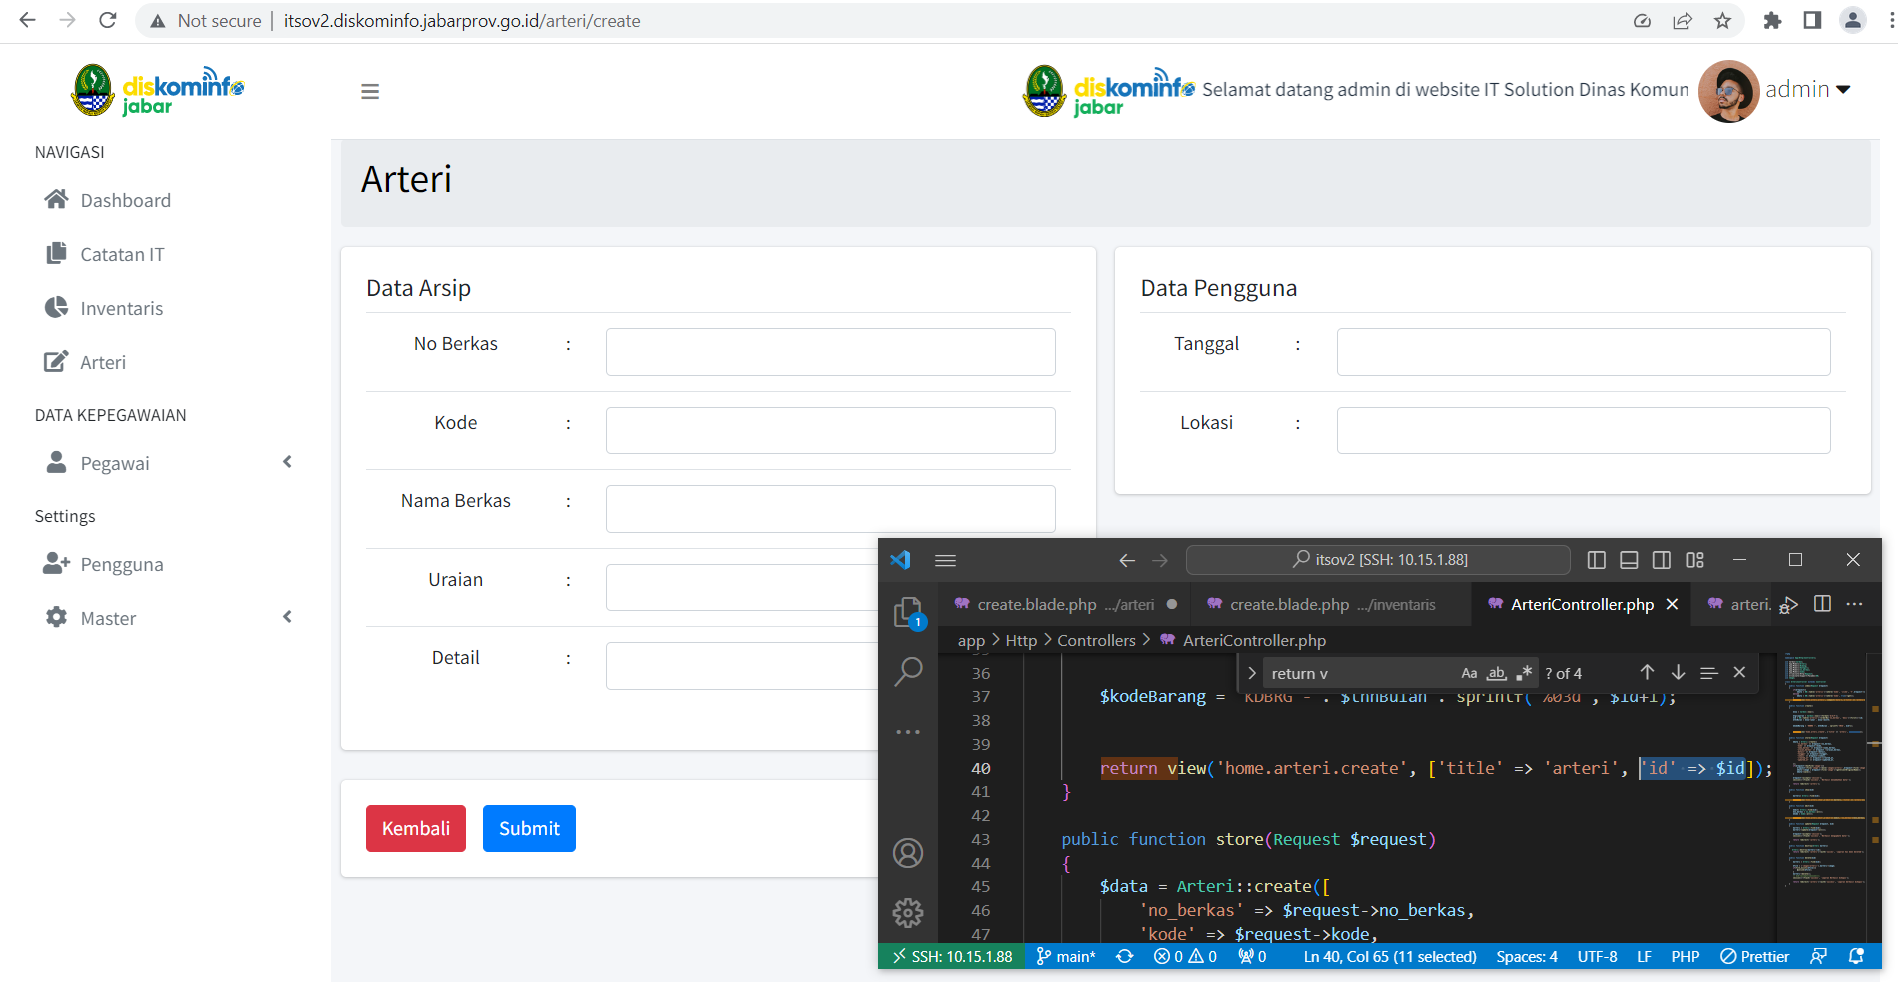 Not secure | itsov2.diskominfo.jabarprov.go.id/arteri/create
diskominfo
jabar
diskominfo
jabar
Selamat datang admin di website IT Solution Dinas Komun
admin
NAVIGASI
Dashboard
Catatan IT
Inventaris
Arteri
DATA KEPEGAWAIAN
Pegawai
Settings
Pengguna
Master
Arteri
Data Arsip
No Berkas :
Kode :
Nama Berkas :
Uraian :
Detail :
Data Pengguna
Tanggal :
Lokasi :
Kembali Submit
itsov2 [SSH: 10.15.1.88]
1
create.blade.php .../arteri
create.blade.php .../inventaris
ArteriController.php
arteri.
app > Http > Controllers > ArteriController.php
return v Aa ab ? of 4
36
37 $kodeBarang = "KDBRG-". $thnBulan . sprintf("%03d", $id+1);
38
39
40 return view('home.arteri.create', ['title' => 'arteri', 'id' => $id]);
41 }
42
43 public function store(Request $request)
44 {
45 $data = Arteri::create([
46 'no_berkas' => $request->no_berkas,
47 'kode' => $request->kode,
SSH: 10.15.1.88 main* 0 0 0 Ln 40, Col 65 (11 selected) Spaces: 4 UTF-8 LF PHP Prettier